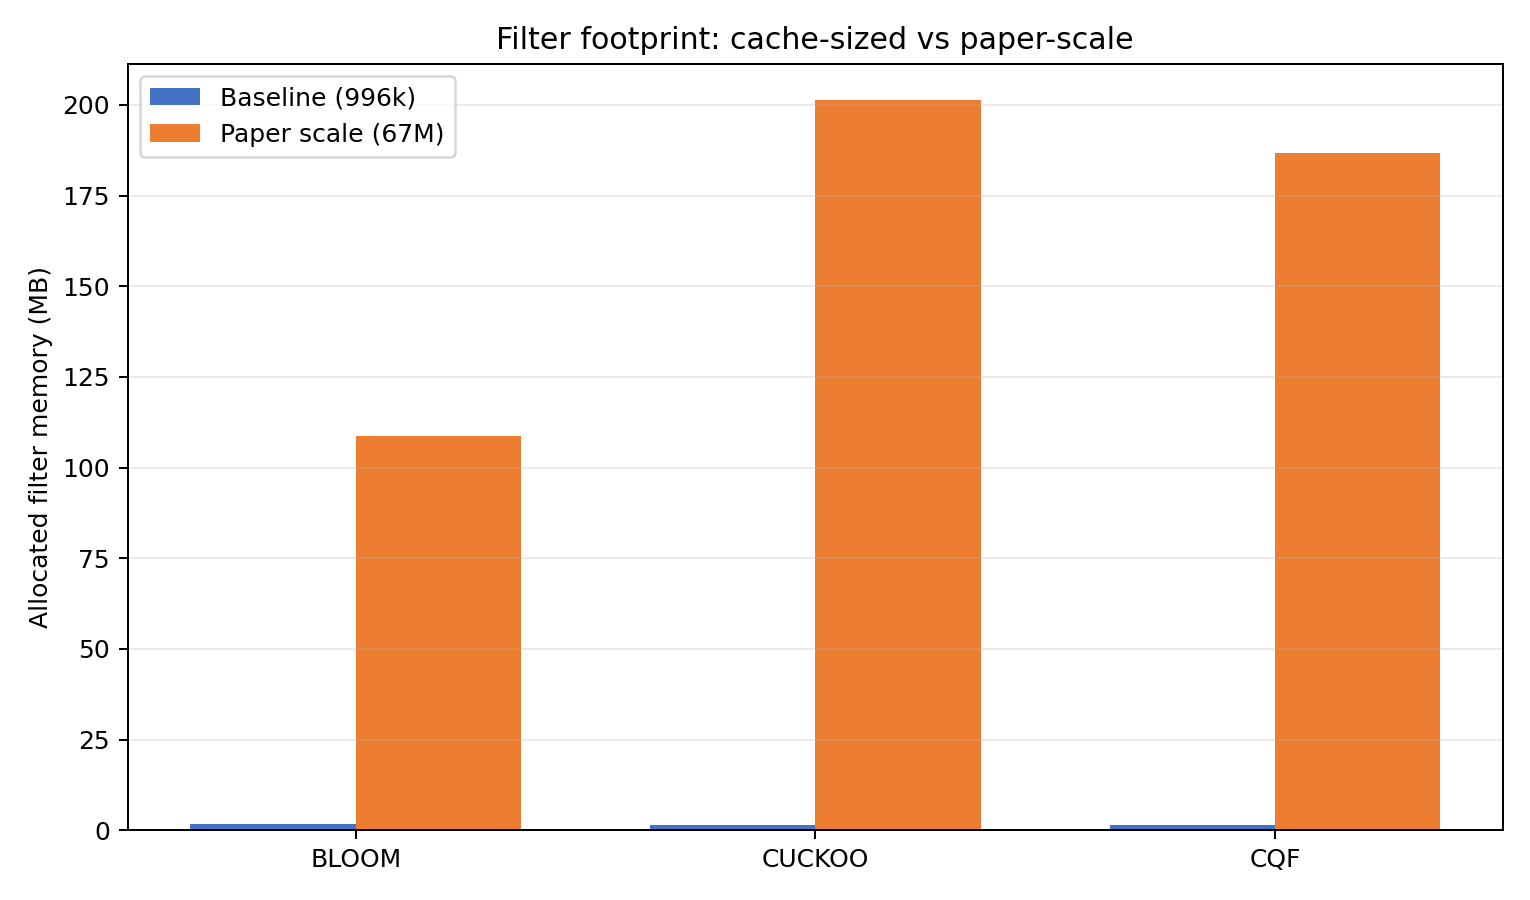 Filter footprint: cache-sized vs paper-scale
Baseline (996k)
Paper scale (67M)
Allocated filter memory (MB)
200
175
150
125
100
75
50
25
0
BLOOM CUCKOO CQF